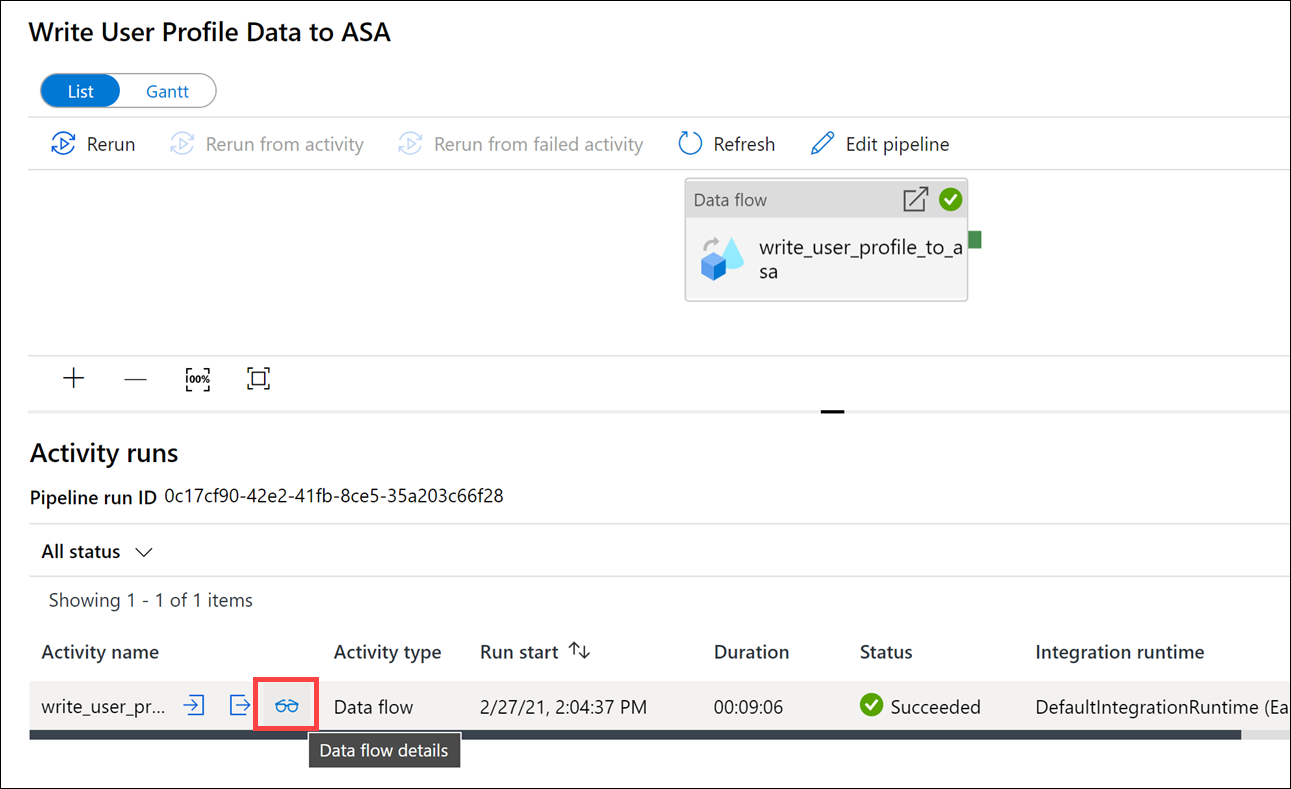 Write User Profile Data to ASA
List Gantt
Rerun Rerun from activity Rerun from failed activity Refresh Edit pipeline
Data flow
write_user_profile_to_a
sa
100%
Activity runs
Pipeline run ID 0c17cf90-42e2-41fb-8ce5-35a203c66f28
All status
Showing 1 - 1 of 1 items
Activity name Activity type Run start Duration Status Integration runtime
write_user_pr... Data flow 2/27/21, 2:04:37 PM 00:09:06 Succeeded DefaultIntegrationRuntime (Ea
Data flow details